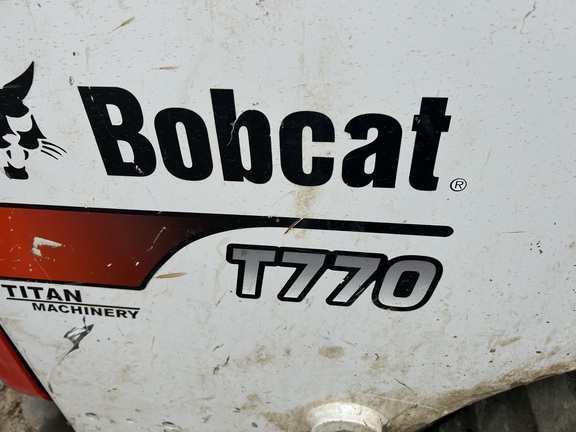 Bobcat®
T770
TITAN
MACHINERY